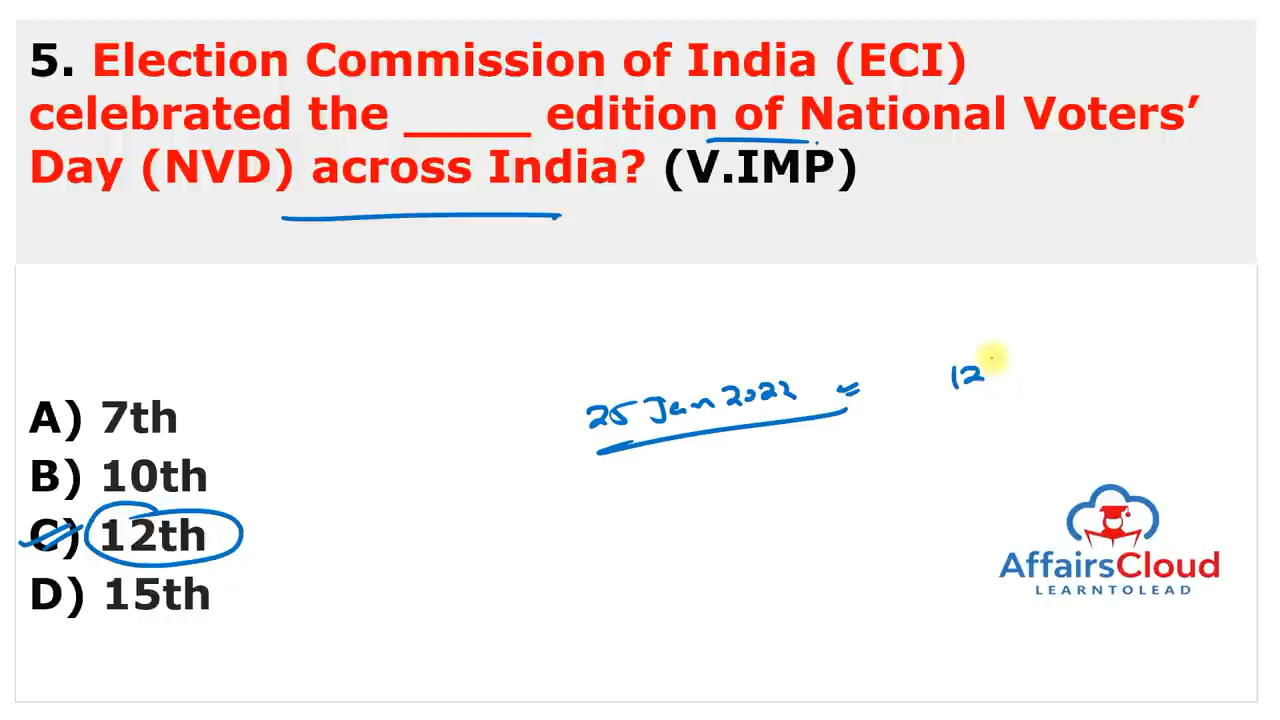 5. Election Commission of India (ECI)
celebrated the _____ edition of National Voters’
Day (NVD) across India? (V.IMP)
25 Jan 2022 =
12
A) 7th
B) 10th
C) 12th
D) 15th
AffairsCloud
LEARNTOLEAD